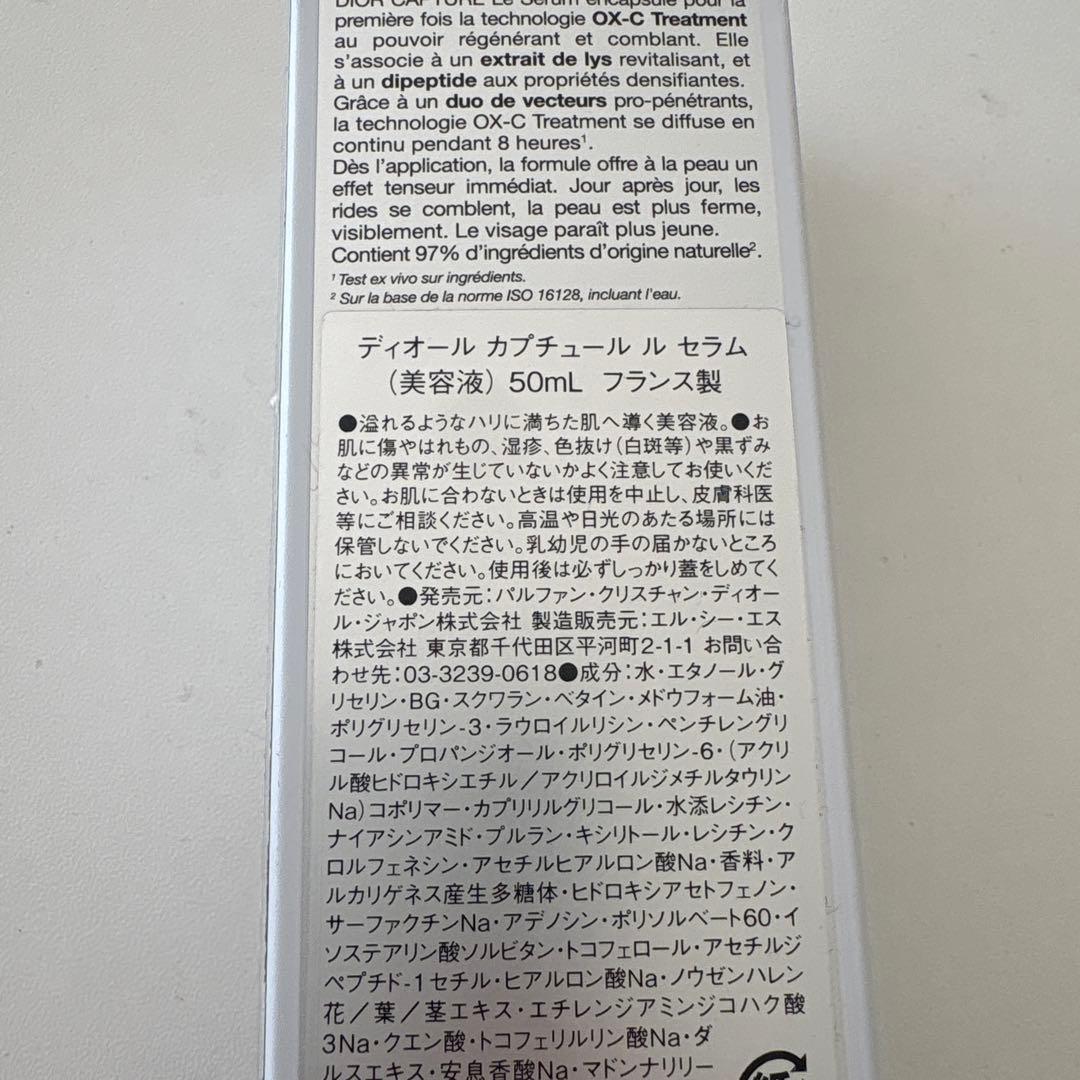 DIOR CAPTURE Le Sérum encapsule pour la
première fois la technologie OX-C Treatment
au pouvoir régénérant et comblant. Elle
s'associe à un extrait de lys revitalisant, et
à un dipeptide aux propriétés densifiantes.
Grâce à un duo de vecteurs pro-pénétrants,
la technologie OX-C Treatment se diffuse en
continu pendant 8 heures¹.
Dès l'application, la formule offre à la peau un
effet tenseur immédiat. Jour après jour, les
rides se comblent, la peau est plus ferme,
visiblement. Le visage paraît plus jeune.
Contient 97% d'ingrédients d'origine naturelle².
¹ Test ex vivo sur ingrédients.
² Sur la base de la norme ISO 16128, incluant l'eau.
ディオール カプチュール ル セラム
（美容液） 50mL フランス製
●溢れるようなハリに満ちた肌へ導く美容液。●お
肌に傷やはれもの、湿疹、色抜け（白斑等）や黒ずみ
などの異常が生じていないかよく注意してお使いくだ
さい。お肌に合わないときは使用を中止し、皮膚科医
等にご相談ください。高温や日光のあたる場所には
保管しないでください。乳幼児の手の届かないところ
においてください。使用後は必ずしっかり蓋をしめてく
ださい。●発売元：パルファン・クリスチャン・ディオー
ル・ジャポン株式会社 製造販売元：エル・シー・エス
株式会社 東京都千代田区平河町2-1-1 お問い合
わせ先：03-3239-0618●成分：水・エタノール・グ
リセリン・BG・スクワラン・ベタイン・メドウフォーム油・
ポリグリセリン-3・ラウロイルリシン・ペンチレングリ
コール・プロパンジオール・ポリグリセリン-6・（アクリ
ル酸ヒドロキシエチル／アクリロイルジメチルタウリン
Na）コポリマー・カプリリルグリコール・水添レシチン・
ナイアシンアミド・プルラン・キシリトール・レシチン・ク
ロルフェネシン・アセチルヒアルロン酸Na・香料・ア
ルカリゲネス産生多糖体・ヒドロキシアセトフェノン・
サーファクチンNa・アデノシン・ポリソルベート60・イ
ソステアリン酸ソルビタン・トコフェロール・アセチルジ
ペプチド-1セチル・ヒアルロン酸Na・ノウゼンハレン
花／葉／茎エキス・エチレンジアミンジコハク酸
3Na・クエン酸・トコフェリルリン酸Na・ダ
ルスエキス・安息香酸Na・マドンナリリー